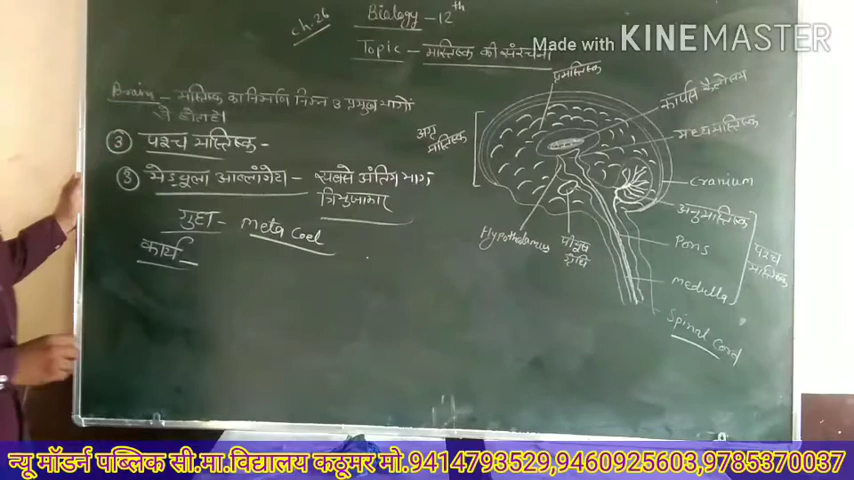 ch. 26
Biology - 12th
Topic - मस्तिष्क की संरचना
Made with KINEMASTER
Brain - मस्तिष्क का निर्माण निम्न 3 प्रमुख भागों
से होता है।
③ पश्च मस्तिष्क -
③ मेड्यूला आब्लांगेटा - सबसे अंतिम भाग
त्रिभुजाकार
गुहा - Meta Coel
कार्य -
अग्र
मस्तिष्क
प्रमस्तिष्क
कॉर्पस कैलोसम
मध्यमस्तिष्क
Cranium
अनुमस्तिष्क
Pons
Medulla
पश्च
मस्तिष्क
Spinal Cord
Hypothalamus
पीयूष
ग्रंथि
न्यू मॉडर्न पब्लिक सी.मा.विद्यालय कठूमर मो.9414793529,9460925603,9785370037